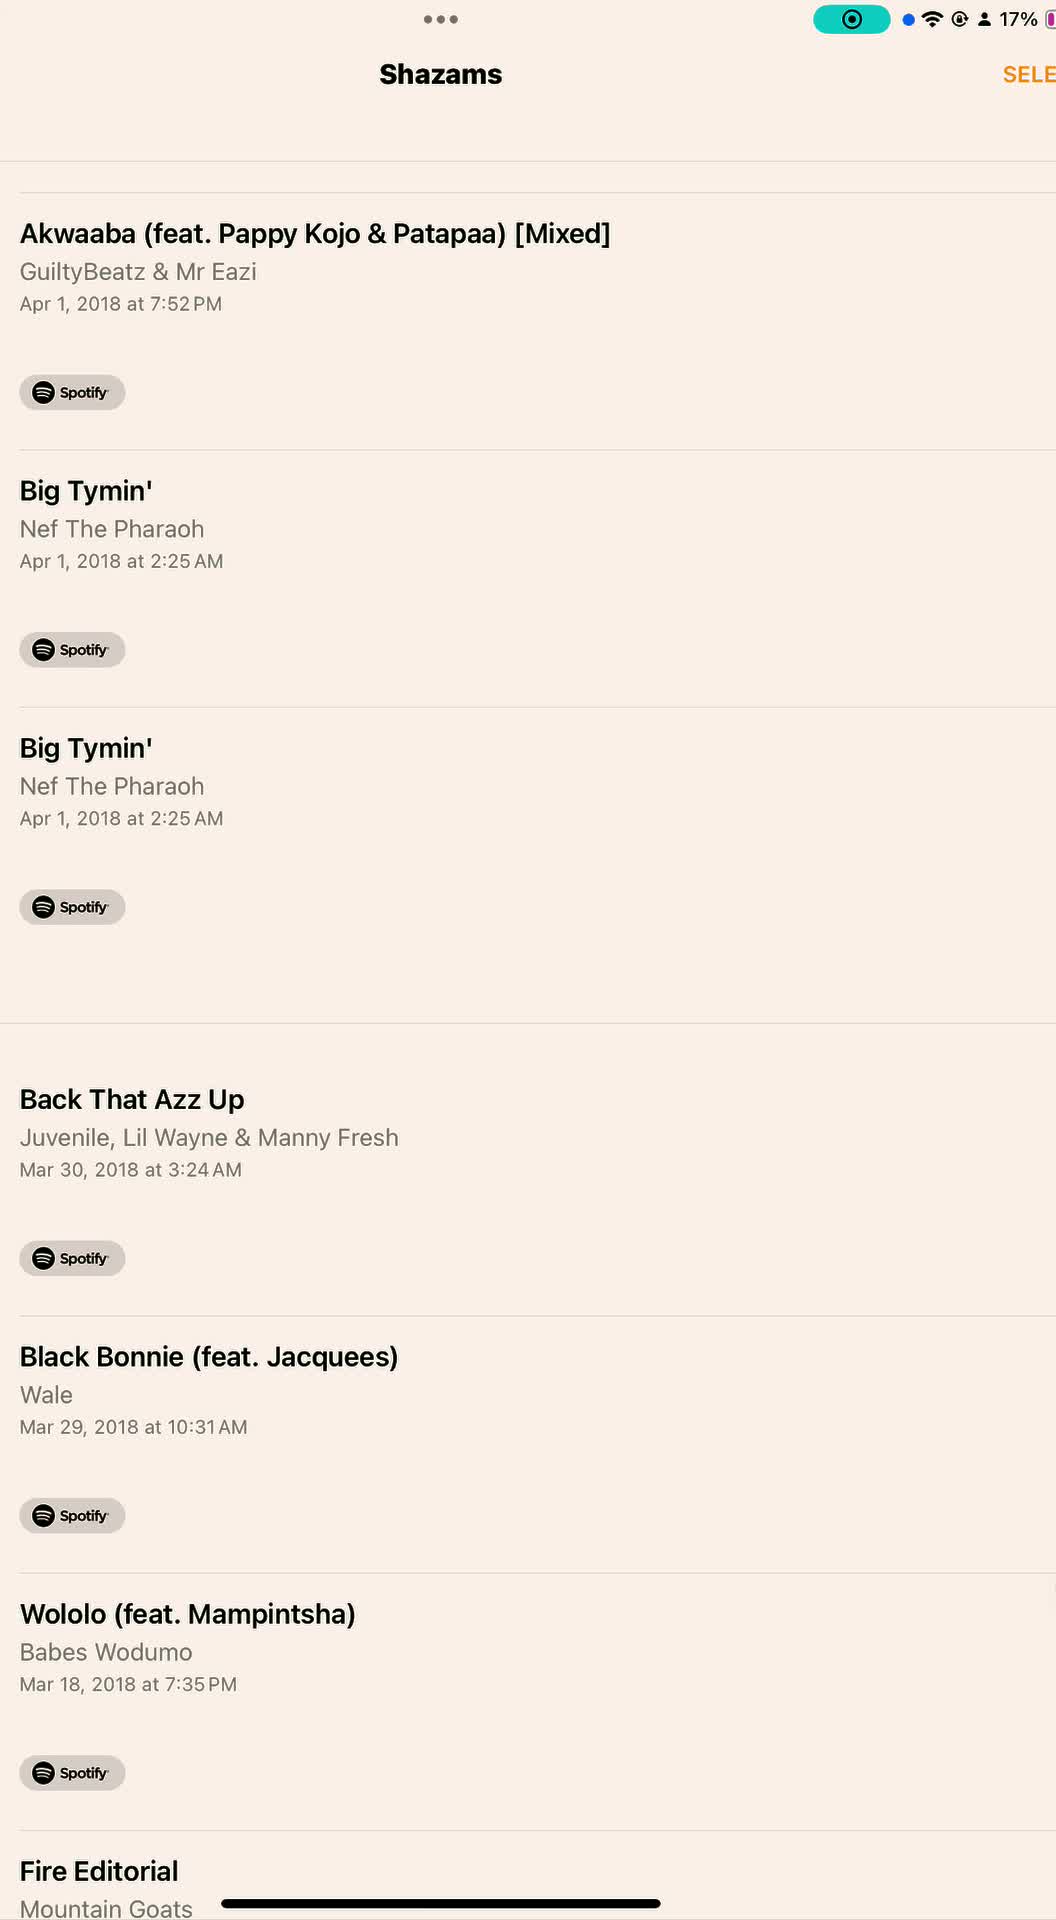 17%
Shazams
SELE
Akwaaba (feat. Pappy Kojo & Patapaa) [Mixed]
GuiltyBeatz & Mr Eazi
Apr 1, 2018 at 7:52 PM
Spotify
Big Tymin'
Nef The Pharaoh
Apr 1, 2018 at 2:25 AM
Spotify
Big Tymin'
Nef The Pharaoh
Apr 1, 2018 at 2:25 AM
Spotify
Back That Azz Up
Juvenile, Lil Wayne & Manny Fresh
Mar 30, 2018 at 3:24 AM
Spotify
Black Bonnie (feat. Jacquees)
Wale
Mar 29, 2018 at 10:31 AM
Spotify
Wololo (feat. Mampintsha)
Babes Wodumo
Mar 18, 2018 at 7:35 PM
Spotify
Fire Editorial
Mountain Goats